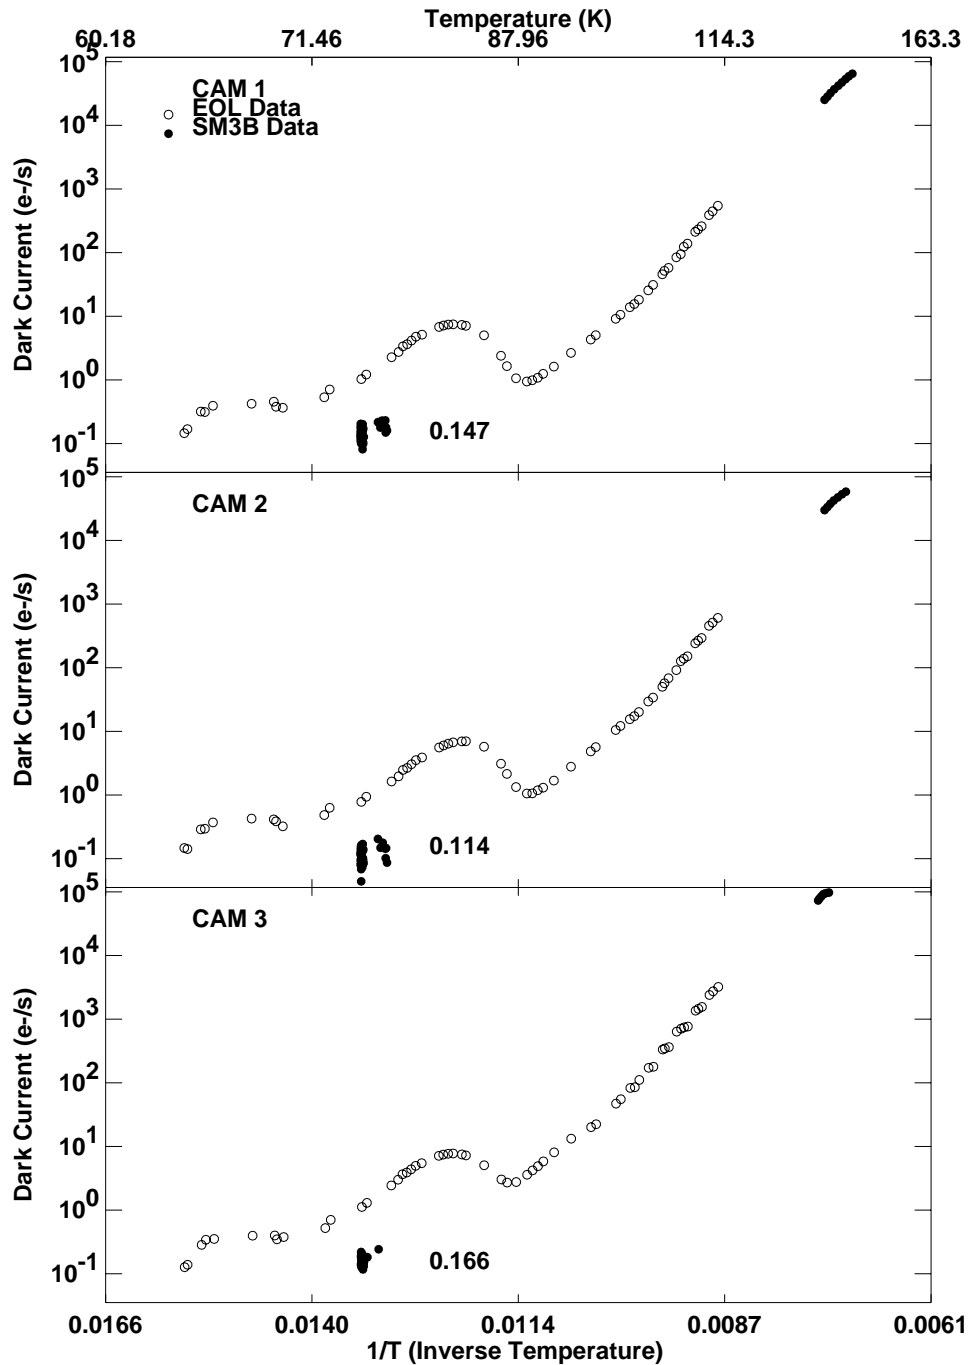 Temperature (K)
60.18 71.46 87.96 114.3 163.3
CAM 1
EOL Data
SM3B Data
10^5
10^4
10^3
10^2
10^1
10^0
10^-1
Dark Current (e-/s)
0.147
CAM 2
10^5
10^4
10^3
10^2
10^1
10^0
10^-1
Dark Current (e-/s)
0.114
CAM 3
10^5
10^4
10^3
10^2
10^1
10^0
10^-1
Dark Current (e-/s)
0.166
0.0166 0.0140 0.0114 0.0087 0.0061
1/T (Inverse Temperature)